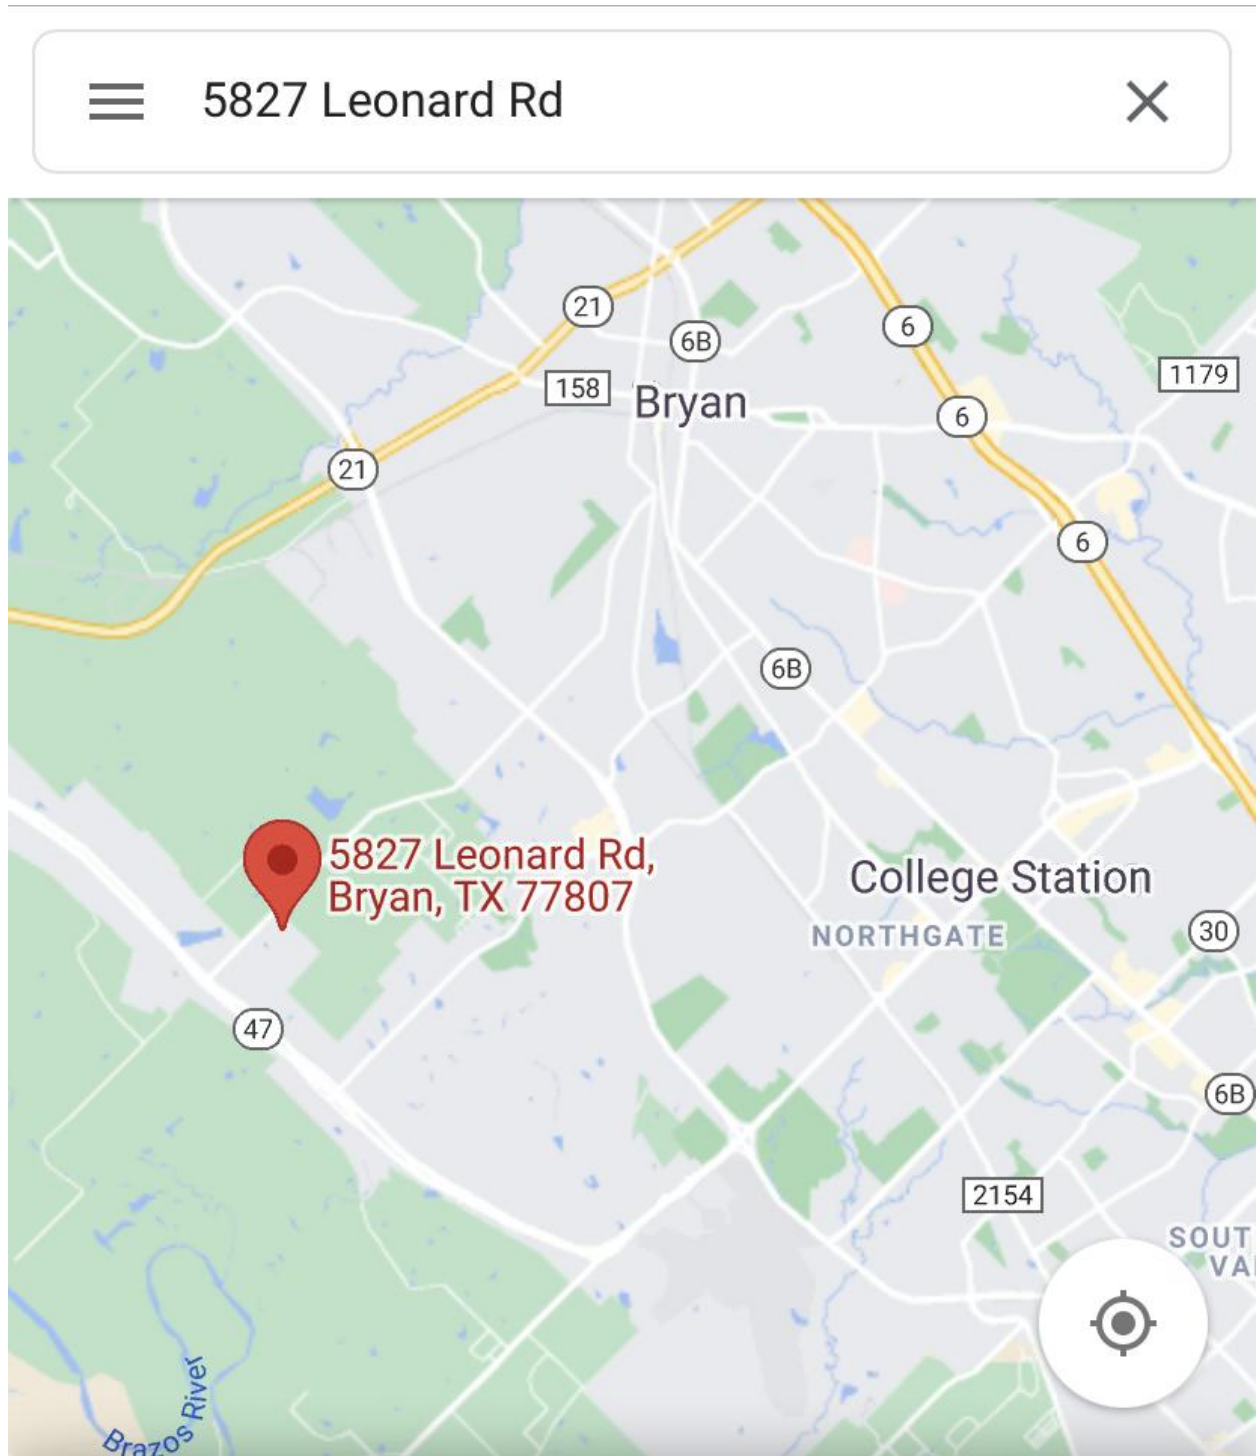 5827 Leonard Rd
21
6B
6
158
1179
Bryan
6
21
6
6B
5827 Leonard Rd,
Bryan, TX 77807
College Station
NORTHGATE
30
47
6B
2154
SOUT
VA
Brazos River